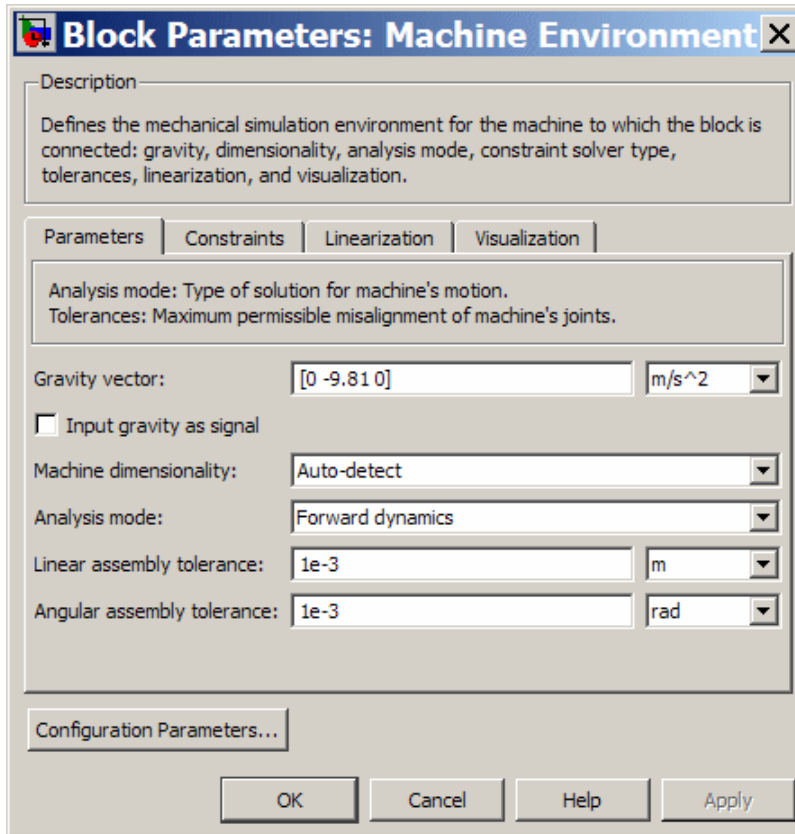 Block Parameters: Machine Environment
Description
Defines the mechanical simulation environment for the machine to which the block is
connected: gravity, dimensionality, analysis mode, constraint solver type,
tolerances, linearization, and visualization.
Parameters Constraints Linearization Visualization
Analysis mode: Type of solution for machine's motion.
Tolerances: Maximum permissible misalignment of machine's joints.
Gravity vector: [0 -9.81 0] m/s^2
Input gravity as signal
Machine dimensionality: Auto-detect
Analysis mode: Forward dynamics
Linear assembly tolerance: 1e-3 m
Angular assembly tolerance: 1e-3 rad
Configuration Parameters...
OK Cancel Help Apply